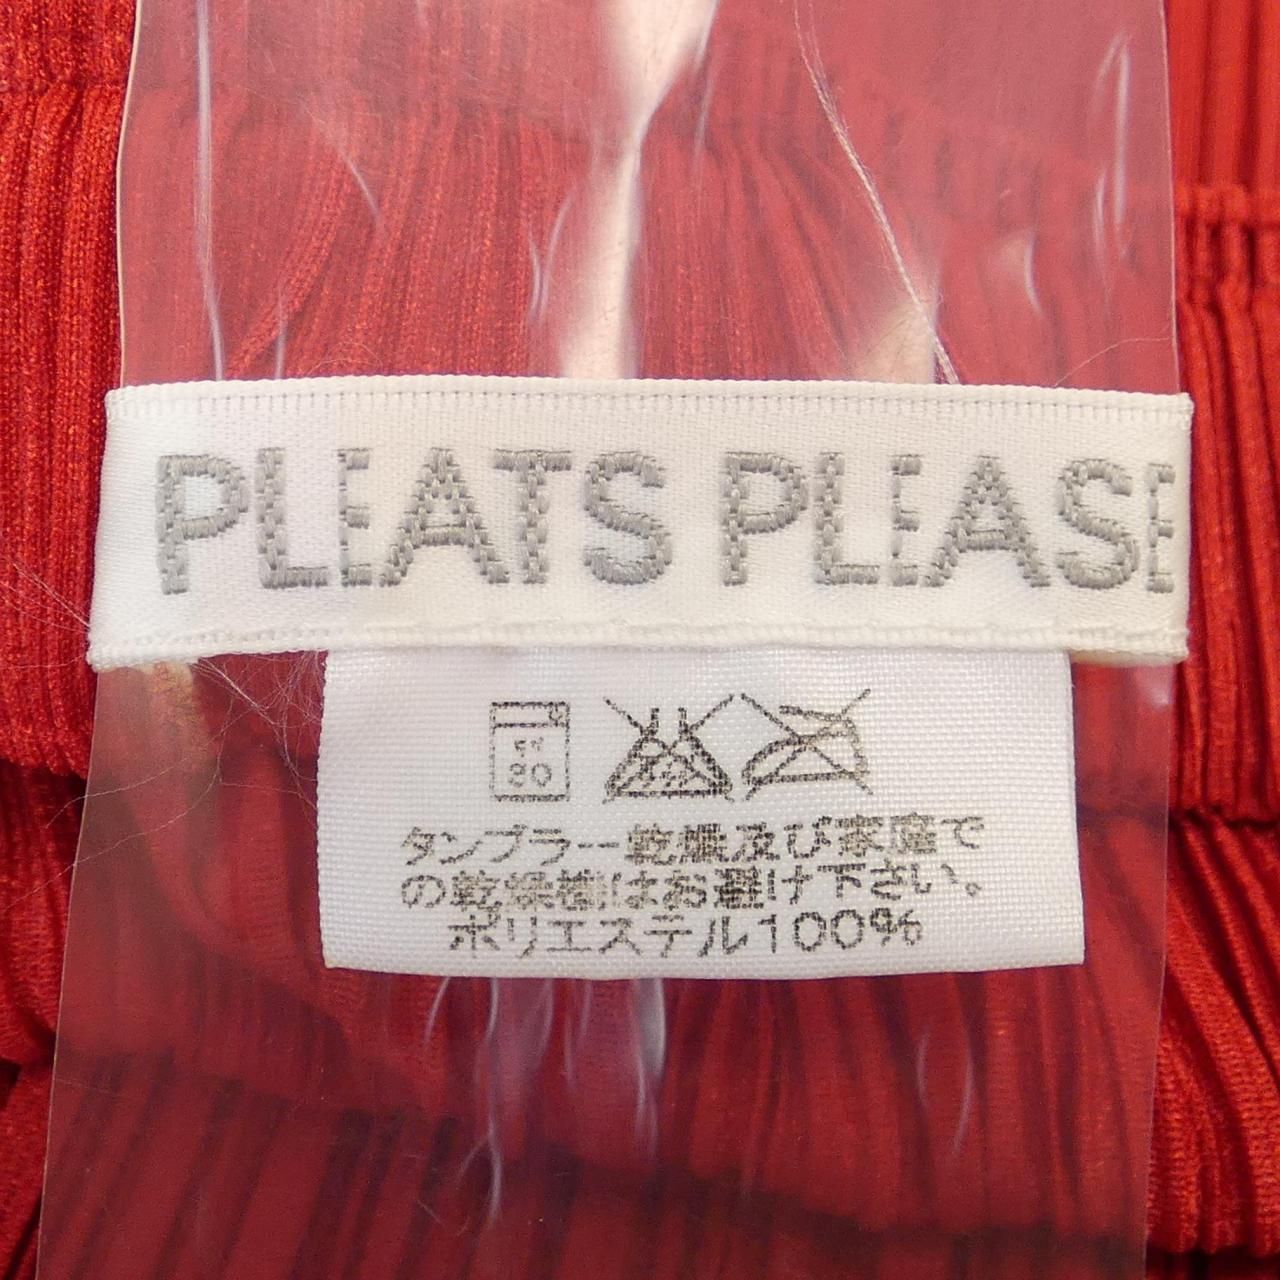 PLEATS PLEASE
弱
30
タンブラー乾燥及び家庭で
の乾燥機はお避け下さい。
ポリエステル100%